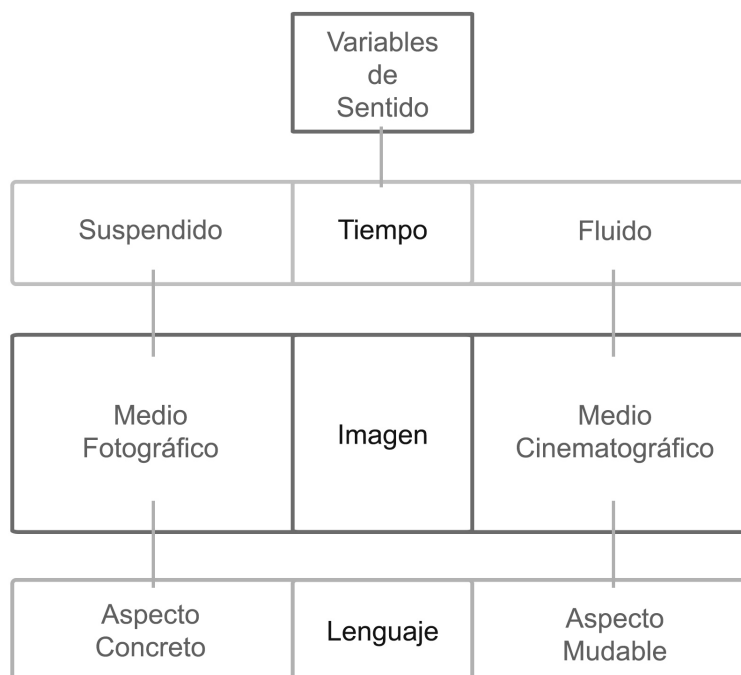 Variables
de
Sentido
Suspendido
Tiempo
Fluido
Medio
Fotográfico
Imagen
Medio
Cinematográfico
Aspecto
Concreto
Lenguaje
Aspecto
Mudable